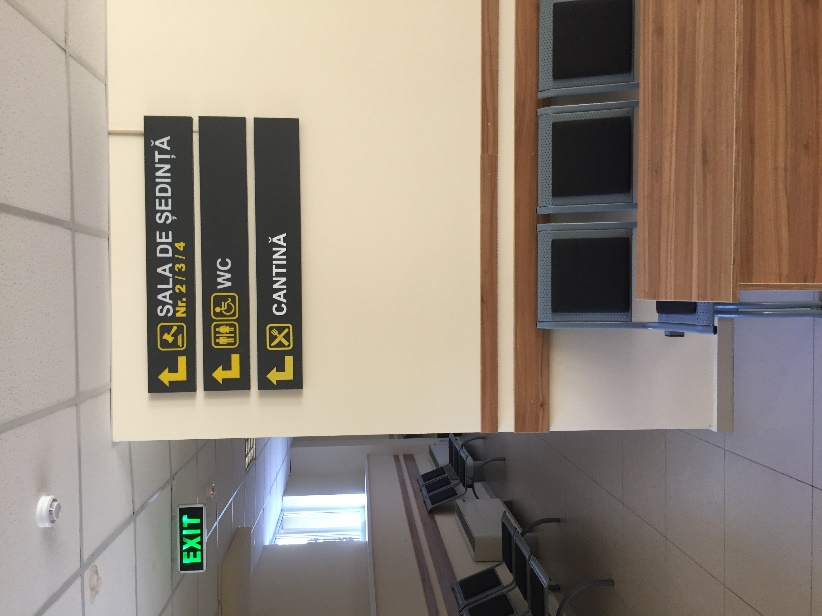 SALA DE ȘEDINȚĂ
Nr. 2 / 3 / 4
WC
CANTINĂ
EXIT